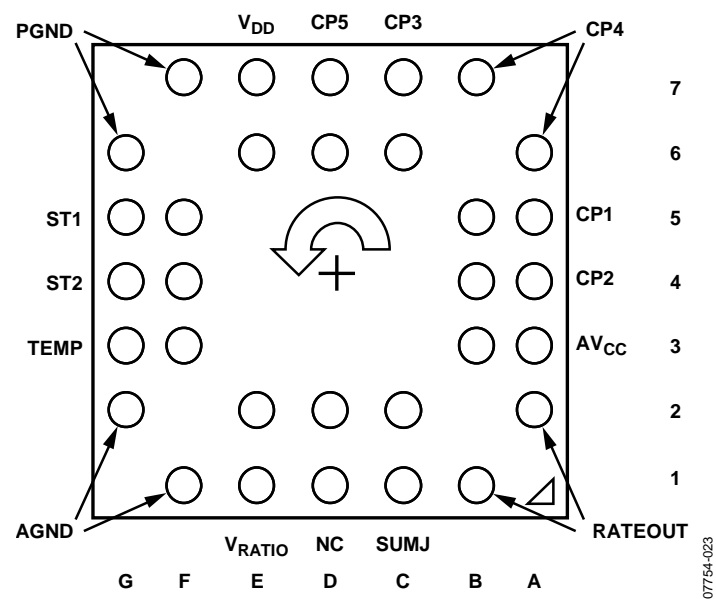 PGND VDD CP5 CP3 CP4
7
6
ST1 CP1 5
ST2 CP2 4
TEMP AVCC 3
2
1
AGND VRATIO NC SUMJ RATEOUT
G F E D C B A
07754-023